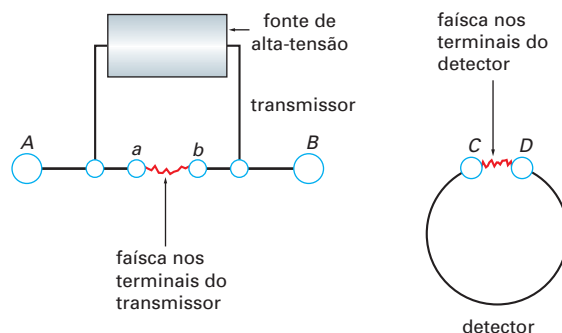 fonte de
alta-tensão
transmissor
A
a
b
B
faísca nos
terminais do
transmissor
faísca nos
terminais do
detector
C
D
detector